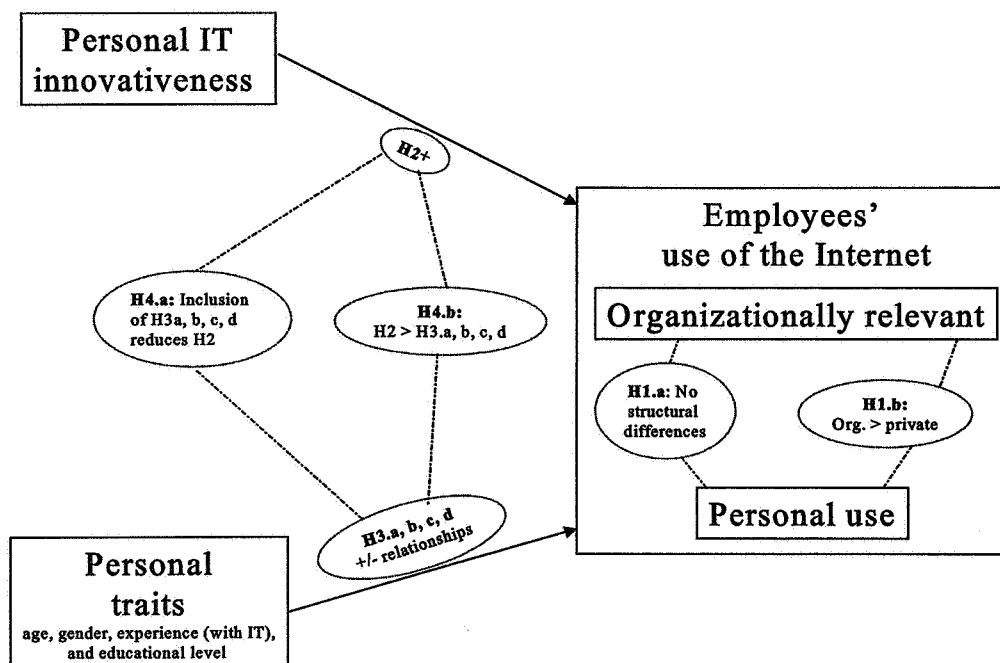 Personal IT
innovativeness
H2+
Employees'
use of the Internet
H4.a: Inclusion
of H3a, b, c, d
reduces H2
H4.b:
H2 > H3.a, b, c, d
Organizationally relevant
H1.a: No
structural
differences
H1.b:
Org. > private
Personal use
H3.a, b, c, d
+/- relationships
Personal
traits
age, gender, experience (with IT),
and educational level